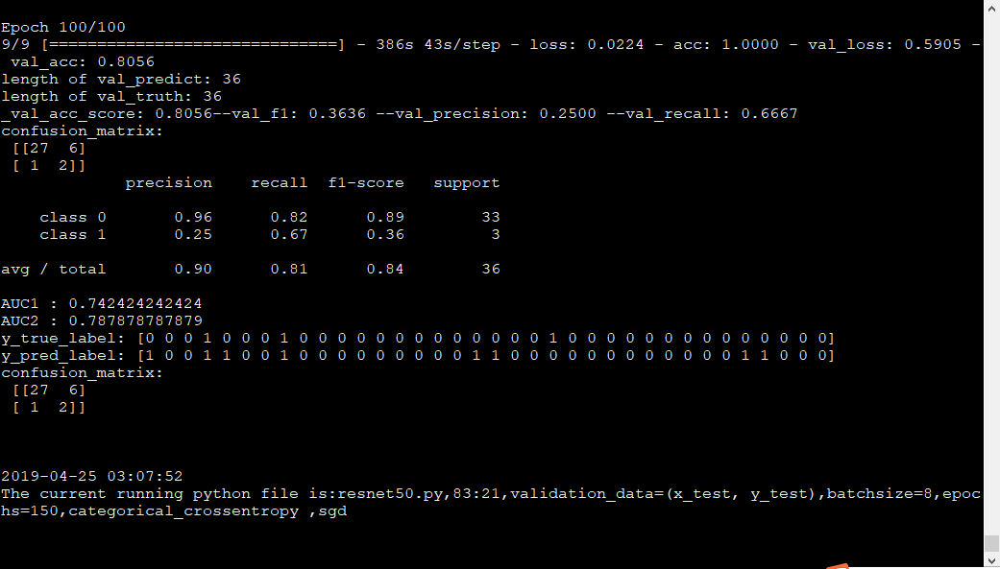 Epoch 100/100
9/9 [==============================] - 386s 43s/step - loss: 0.0224 - acc: 1.0000 - val_loss: 0.5905 -
 val_acc: 0.8056
length of val_predict: 36
length of val_truth: 36
_val_acc_score: 0.8056--val_f1: 0.3636 --val_precision: 0.2500 --val_recall: 0.6667
confusion_matrix:
 [[27  6]
 [ 1  2]]
             precision    recall  f1-score   support

    class 0       0.96      0.82      0.89        33
    class 1       0.25      0.67      0.36         3

avg / total       0.90      0.81      0.84        36

AUC1 : 0.742424242424
AUC2 : 0.787878787879
y_true_label: [0 0 0 1 0 0 0 1 0 0 0 0 0 0 0 0 0 0 0 0 0 1 0 0 0 0 0 0 0 0 0 0 0 0 0 0]
y_pred_label: [1 0 0 1 1 0 0 1 0 0 0 0 0 0 0 0 0 1 1 0 0 0 0 0 0 0 0 0 0 0 0 1 1 0 0 0]
confusion_matrix:
 [[27  6]
 [ 1  2]]

2019-04-25 03:07:52
The current running python file is:resnet50.py,83:21,validation_data=(x_test, y_test),batchsize=8,epoc
hs=150,categorical_crossentropy ,sgd